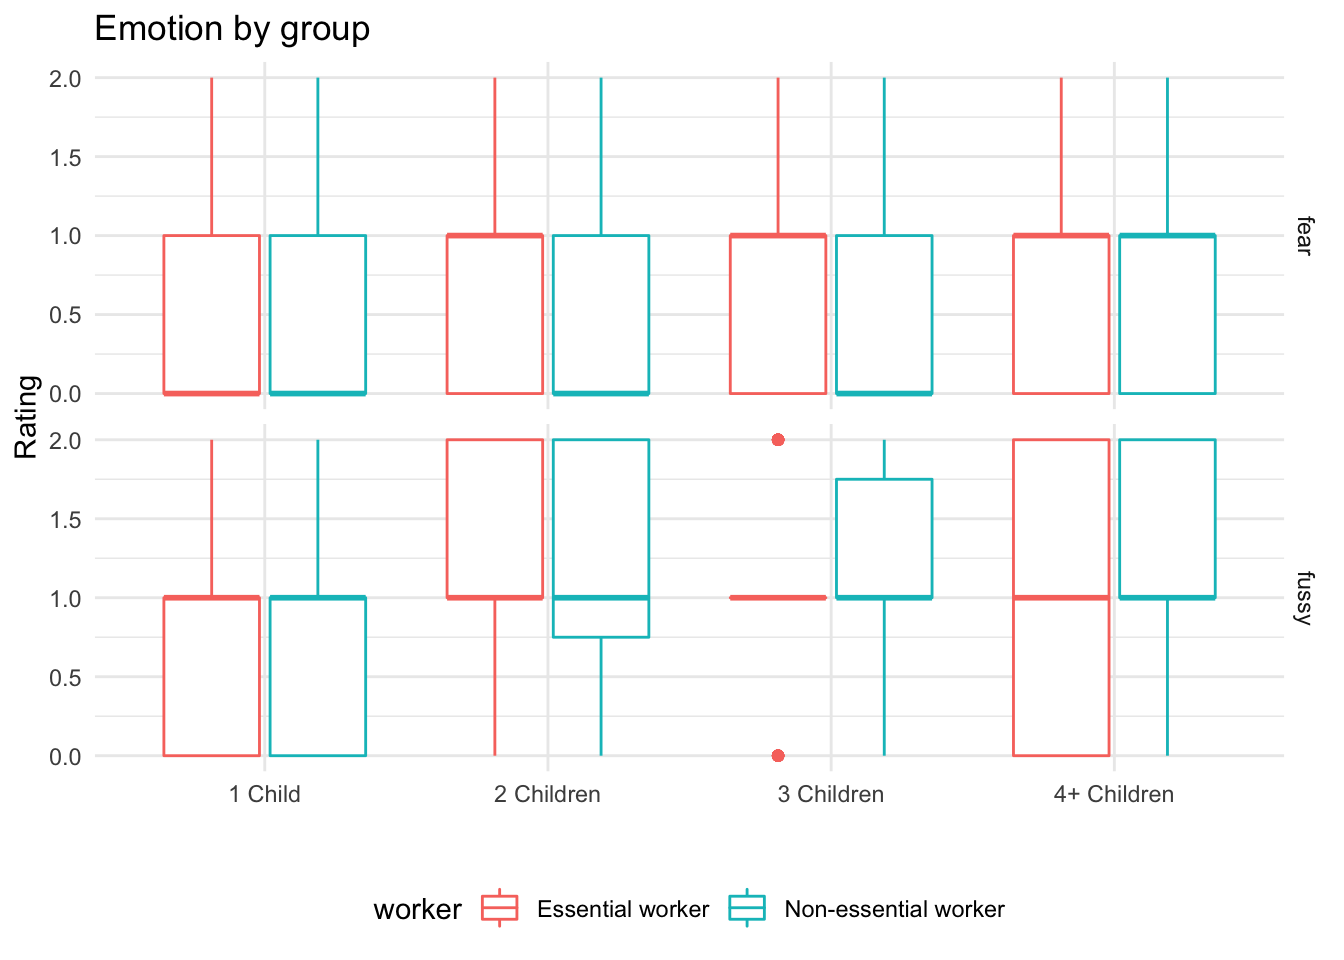 Emotion by group
Rating
2.0
1.5
1.0
0.5
0.0
fear
2.0
1.5
1.0
0.5
0.0
fussy
1 Child 2 Children 3 Children 4+ Children
worker Essential worker Non-essential worker